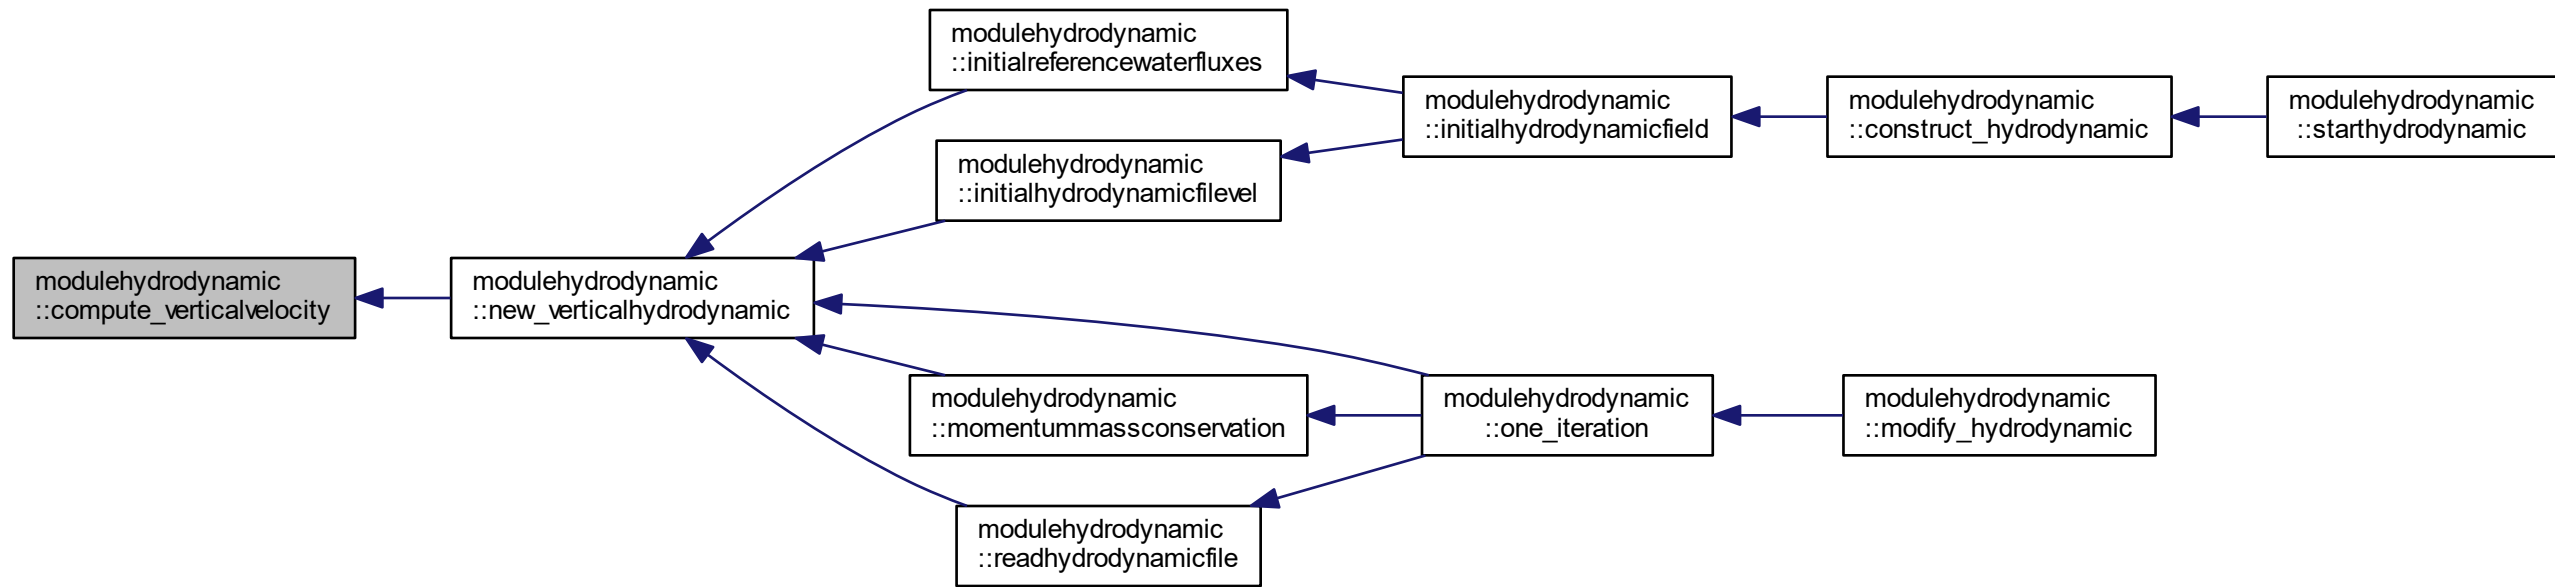 modulehydrodynamic
::initialreferencewaterfluxes
modulehydrodynamic
::initialhydrodynamicfield
modulehydrodynamic
::construct_hydrodynamic
modulehydrodynamic
::starthydrodynamic
modulehydrodynamic
::initialhydrodynamicfilevel
modulehydrodynamic
::compute_verticalvelocity
modulehydrodynamic
::new_verticalhydrodynamic
modulehydrodynamic
::momentummassconservation
modulehydrodynamic
::one_iteration
modulehydrodynamic
::modify_hydrodynamic
modulehydrodynamic
::readhydrodynamicfile